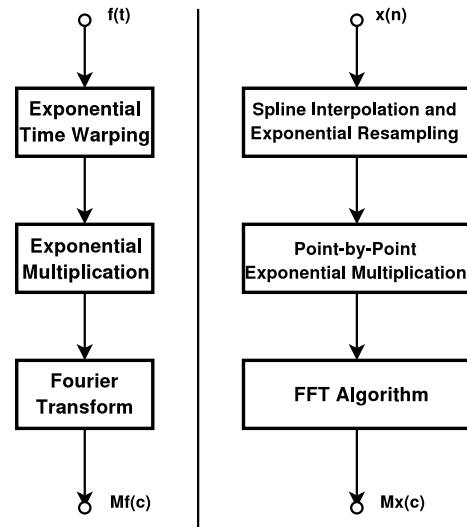 f(t)
Exponential
Time Warping
Exponential
Multiplication
Fourier
Transform
Mf(c)
x(n)
Spline Interpolation and
Exponential Resampling
Point-by-Point
Exponential Multiplication
FFT Algorithm
Mx(c)